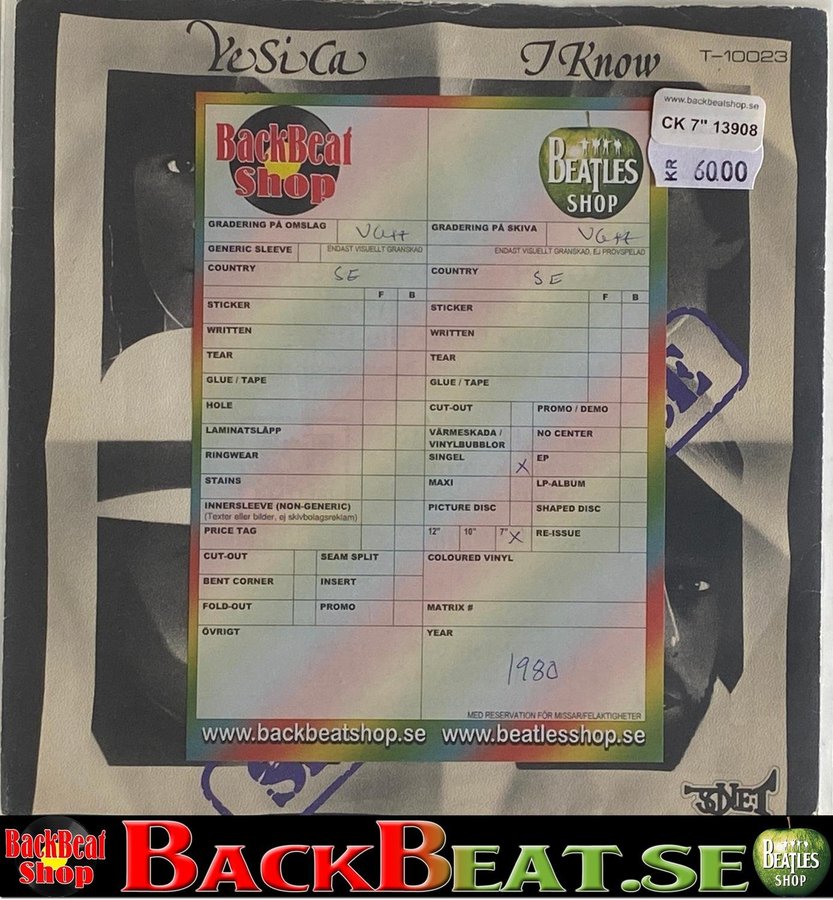 YeSiCa I Know T-10023
www.backbeatshop.se
CK 7" 13908
KR 6000
BackBeat Shop
BEATLES SHOP
GRADERING PÅ OMSLAG VG++
GRADERING PÅ SKIVA VG++
GENERIC SLEEVE ENDAST VISUELLT GRANSKAD
ENDAST VISUELLT GRANSKAD, EJ PROVSPELAD
COUNTRY SE
COUNTRY SE
F B
F B
STICKER
STICKER
WRITTEN
WRITTEN
TEAR
TEAR
GLUE / TAPE
GLUE / TAPE
HOLE
CUT-OUT PROMO / DEMO
LAMINATSLÄPP
VÄRMESKADA /
VINYLBUBBLOR
NO CENTER
RINGWEAR
SINGEL X EP
STAINS
MAXI LP-ALBUM
INNERSLEEVE (NON-GENERIC)
(Texter eller bilder, ej skivbolagsreklam)
PICTURE DISC SHAPED DISC
PRICE TAG
12" 10" 7" X RE-ISSUE
CUT-OUT SEAM SPLIT
COLOURED VINYL
BENT CORNER INSERT
FOLD-OUT PROMO
MATRIX #
ÖVRIGT
YEAR
1980
MED RESERVATION FÖR MISSAR/FELAKTIGHETER
www.backbeatshop.se www.beatlesshop.se
BackBeat Shop
BACKBEAT.SE
BEATLES SHOP